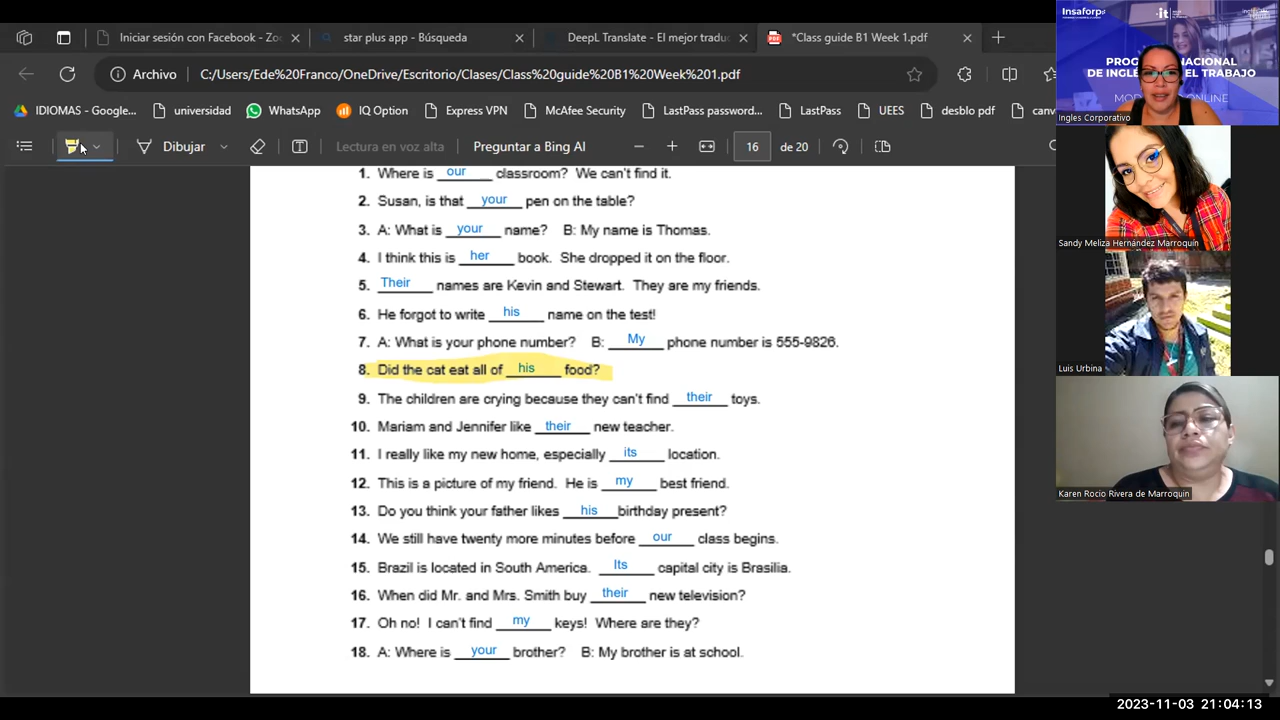 Iniciar sesión con Facebook - Zoo
star plus app - Búsqueda
DeepL Translate - El mejor tradu
"Class guide B1 Week 1.pdf
Archivo
C:/Users/Ede%20Franco/OneDrive/Escritorio/Clases/Class%20guide%20B1%20Week%201.pdf
IDIOMAS - Google...
universidad
WhatsApp
IQ Option
Express VPN
McAfee Security
LastPass password...
LastPass
UEES
desblo pdf
canv
Dibujar
Lectura en voz alta
Preguntar a Bing AI
16
de 20
1. Where is our classroom? We can't find it.
2. Susan, is that your pen on the table?
3. A: What is your name? B: My name is Thomas.
4. I think this is her book. She dropped it on the floor.
5. Their names are Kevin and Stewart. They are my friends.
6. He forgot to write his name on the test!
7. A: What is your phone number? B: My phone number is 555-9826.
8. Did the cat eat all of his food?
9. The children are crying because they can't find their toys.
10. Mariam and Jennifer like their new teacher.
11. I really like my new home, especially its location.
12. This is a picture of my friend. He is my best friend.
13. Do you think your father likes his birthday present?
14. We still have twenty more minutes before our class begins.
15. Brazil is located in South America. Its capital city is Brasilia.
16. When did Mr. and Mrs. Smith buy their new television?
17. Oh no! I can't find my keys! Where are they?
18. A: Where is your brother? B: My brother is at school.
Insaforp
it
Ingles Corporativo
Sandy Meliza Hernández Marroquin
Luis Urbina
Karen Rocio Rivera de Marroquin
2023-11-03 21:04:13